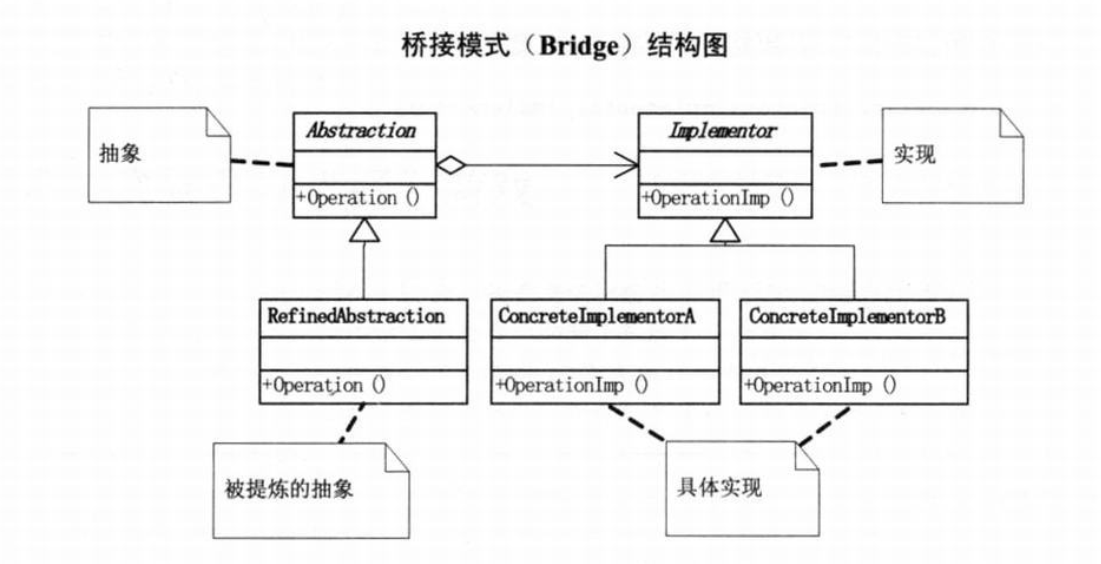 桥接模式（Bridge）结构图
抽象
Abstraction
+Operation ()
Implementor
+OperationImp ()
实现
RefinedAbstraction
+Operation ()
ConcreteImplementorA
+OperationImp ()
ConcreteImplementorB
+OperationImp ()
被提炼的抽象
具体实现